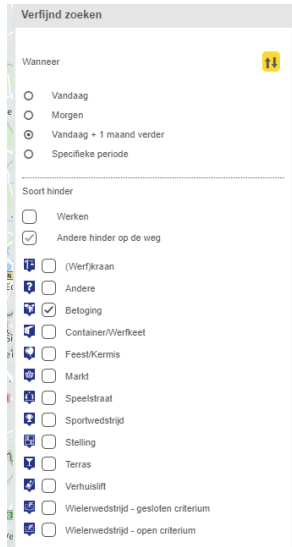 Verfijnd zoeken
Wanneer
Vandaag
Morgen
Vandaag + 1 maand verder
Specifieke periode
Soort hinder
Werken
Andere hinder op de weg
(Werf)kraan
Andere
Betoging
Container/Werfkeet
Feest/Kermis
Markt
Speelstraat
Sportwedstrijd
Stelling
Terras
Verhuislift
Wielerwedstrijd - gesloten criterium
Wielerwedstrijd - open criterium